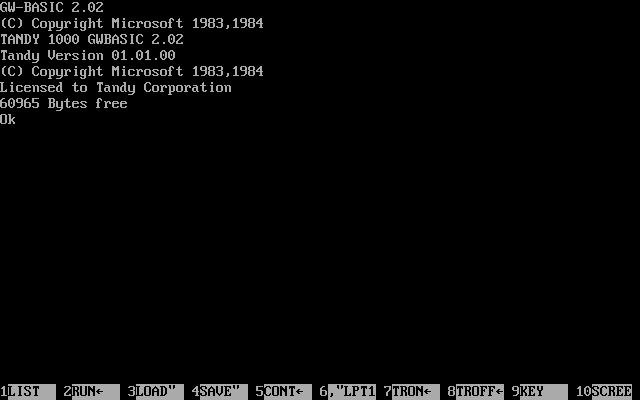 GW-BASIC 2.02
(C) Copyright Microsoft 1983,1984
TANDY 1000 GWBASIC 2.02
Tandy Version 01.01.00
(C) Copyright Microsoft 1983,1984
Licensed to Tandy Corporation
60965 Bytes free
Ok
1LIST 2RUN← 3LOAD" 4SAVE" 5CONT← 6,"LPT1 7TRON← 8TROFF← 9KEY 10SCREE